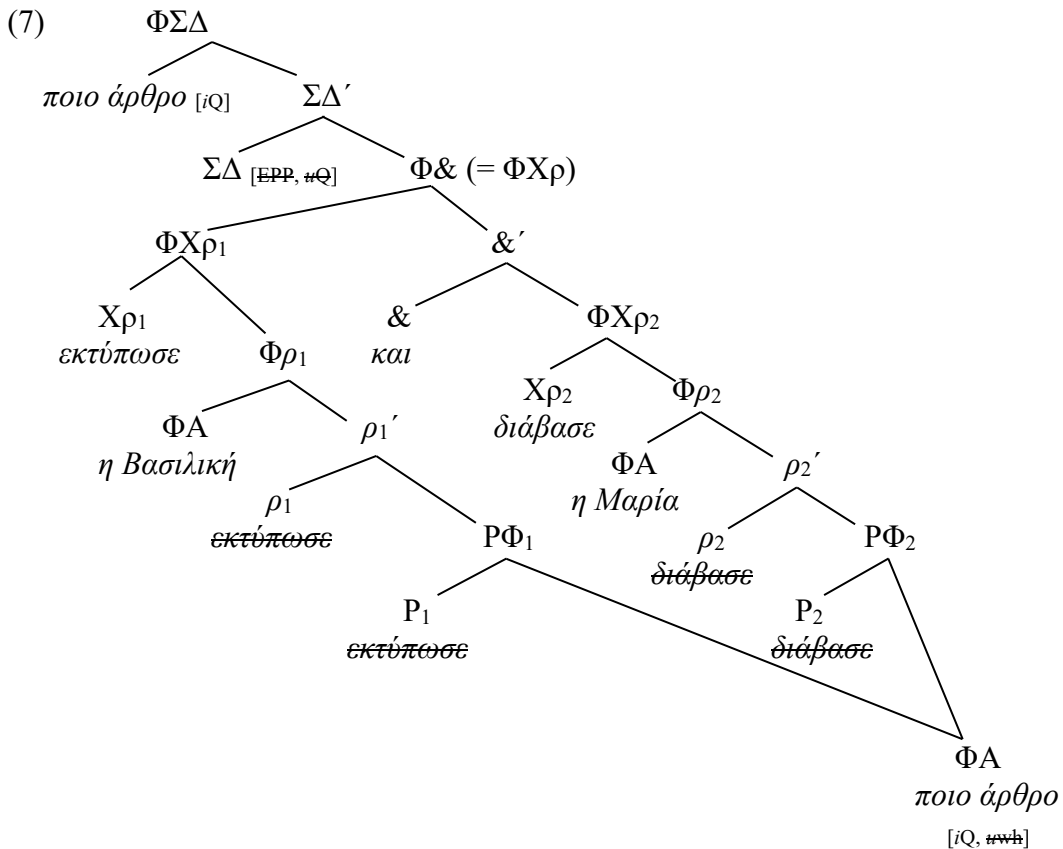 (7) ΦΣΔ
ποιο άρθρο [iQ] ΣΔ΄
ΣΔ [EPP, uQ] Φ& (= ΦΧρ)
ΦΧρ1 &΄
Χρ1 & ΦΧρ2
εκτύπωσε Φρ1 και
Χρ2 Φρ2
ΦΑ ρ1΄ διάβασε
η Βασιλική ΦΑ ρ2΄
ρ1 η Μαρία
εκτύπωσε ΡΦ1 ρ2 ΡΦ2
διάβασε
Ρ1 Ρ2
εκτύπωσε διάβασε
ΦΑ
ποιο άρθρο
[iQ, uwh]